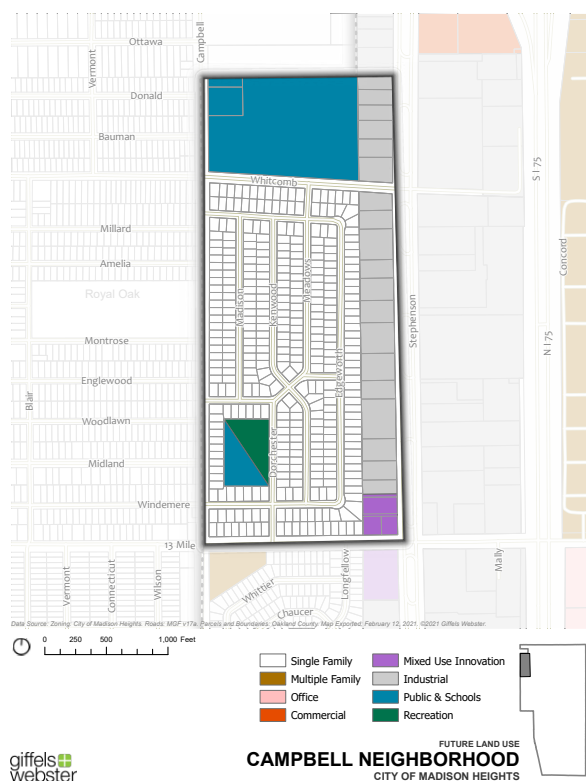 Ottawa
Vermont
Campbell
Donald
Bauman
Whitcomb
S I 75
Millard
Amelia
Royal Oak
Madison
Kenwood
Meadows
Concord
Stephenson
N I 75
Montrose
Englewood
Edgeworth
Blair
Woodlawn
Midland
Dorchester
Windemere
13 Mile
Vermont
Connecticut
Wilson
Whittier
Longfellow
Mally
Chaucer
Data Source: Zoning: City of Madison Heights. Roads: MGF v17a. Parcels and Boundaries: Oakland County. Map Exported: February 12, 2021. ©2021 Giffels Webster
0 250 500 1,000 Feet
Single Family
Multiple Family
Office
Commercial
Mixed Use Innovation
Industrial
Public & Schools
Recreation
giffels
webster
FUTURE LAND USE
CAMPBELL NEIGHBORHOOD
CITY OF MADISON HEIGHTS